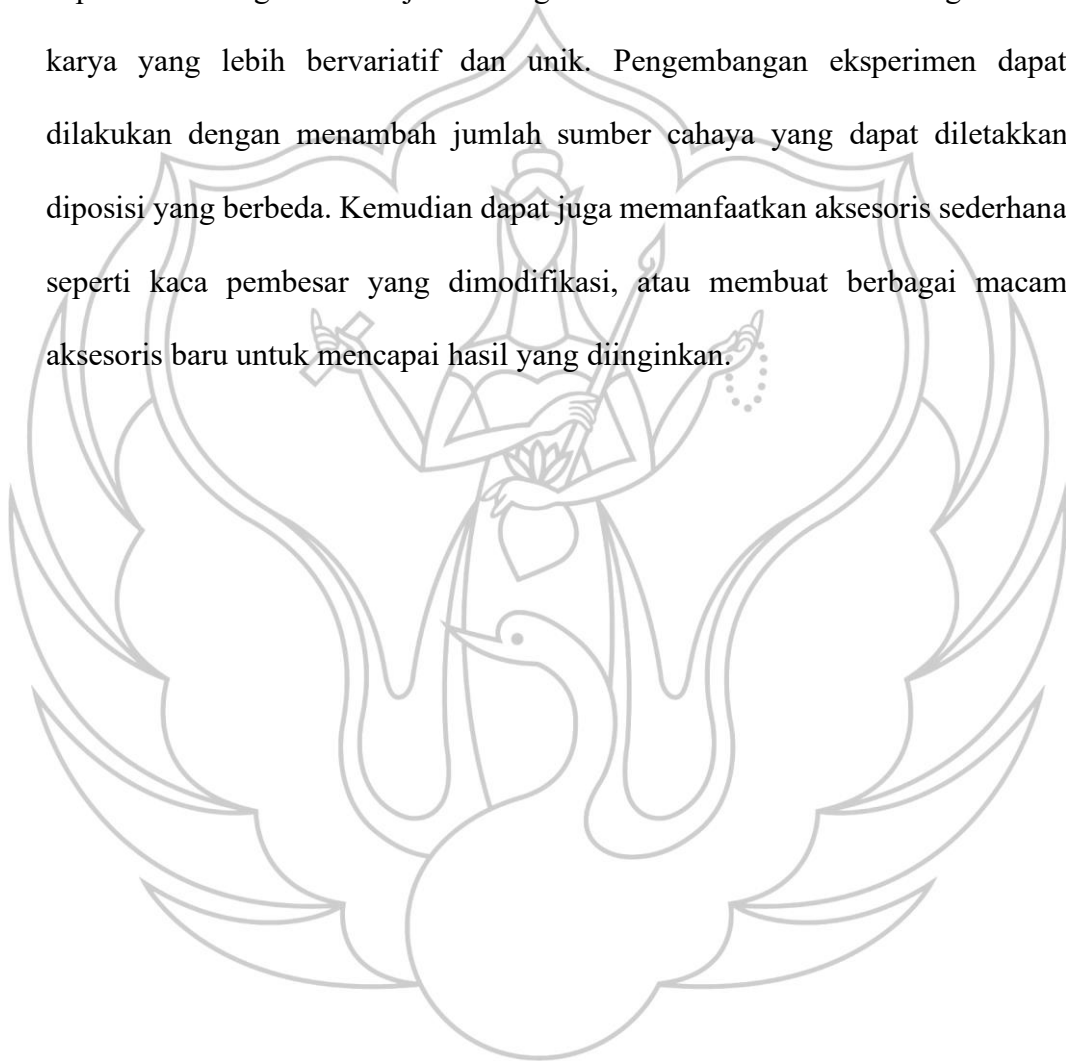 karya yang lebih bervariatif dan unik. Pengembangan eksperimen dapat
dilakukan dengan menambah jumlah sumber cahaya yang dapat diletakkan
diposisi yang berbeda. Kemudian dapat juga memanfaatkan aksesoris sederhana
seperti kaca pembesar yang dimodifikasi, atau membuat berbagai macam
aksesoris baru untuk mencapai hasil yang diinginkan.